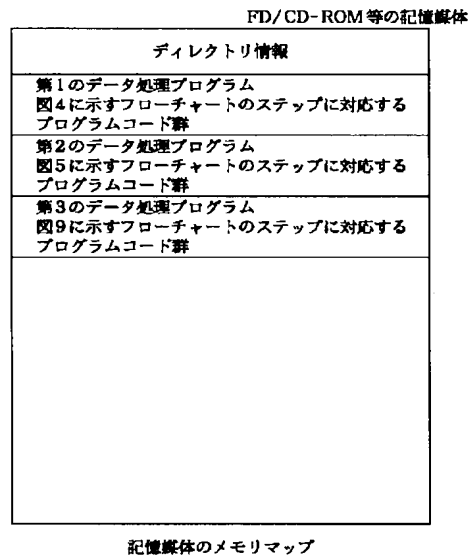 FD/CD-ROM等の記憶媒体
ディレクトリ情報
第1のデータ処理プログラム
図4に示すフローチャートのステップに対応する
プログラムコード群
第2のデータ処理プログラム
図5に示すフローチャートのステップに対応する
プログラムコード群
第3のデータ処理プログラム
図9に示すフローチャートのステップに対応する
プログラムコード群
記憶媒体のメモリマップ